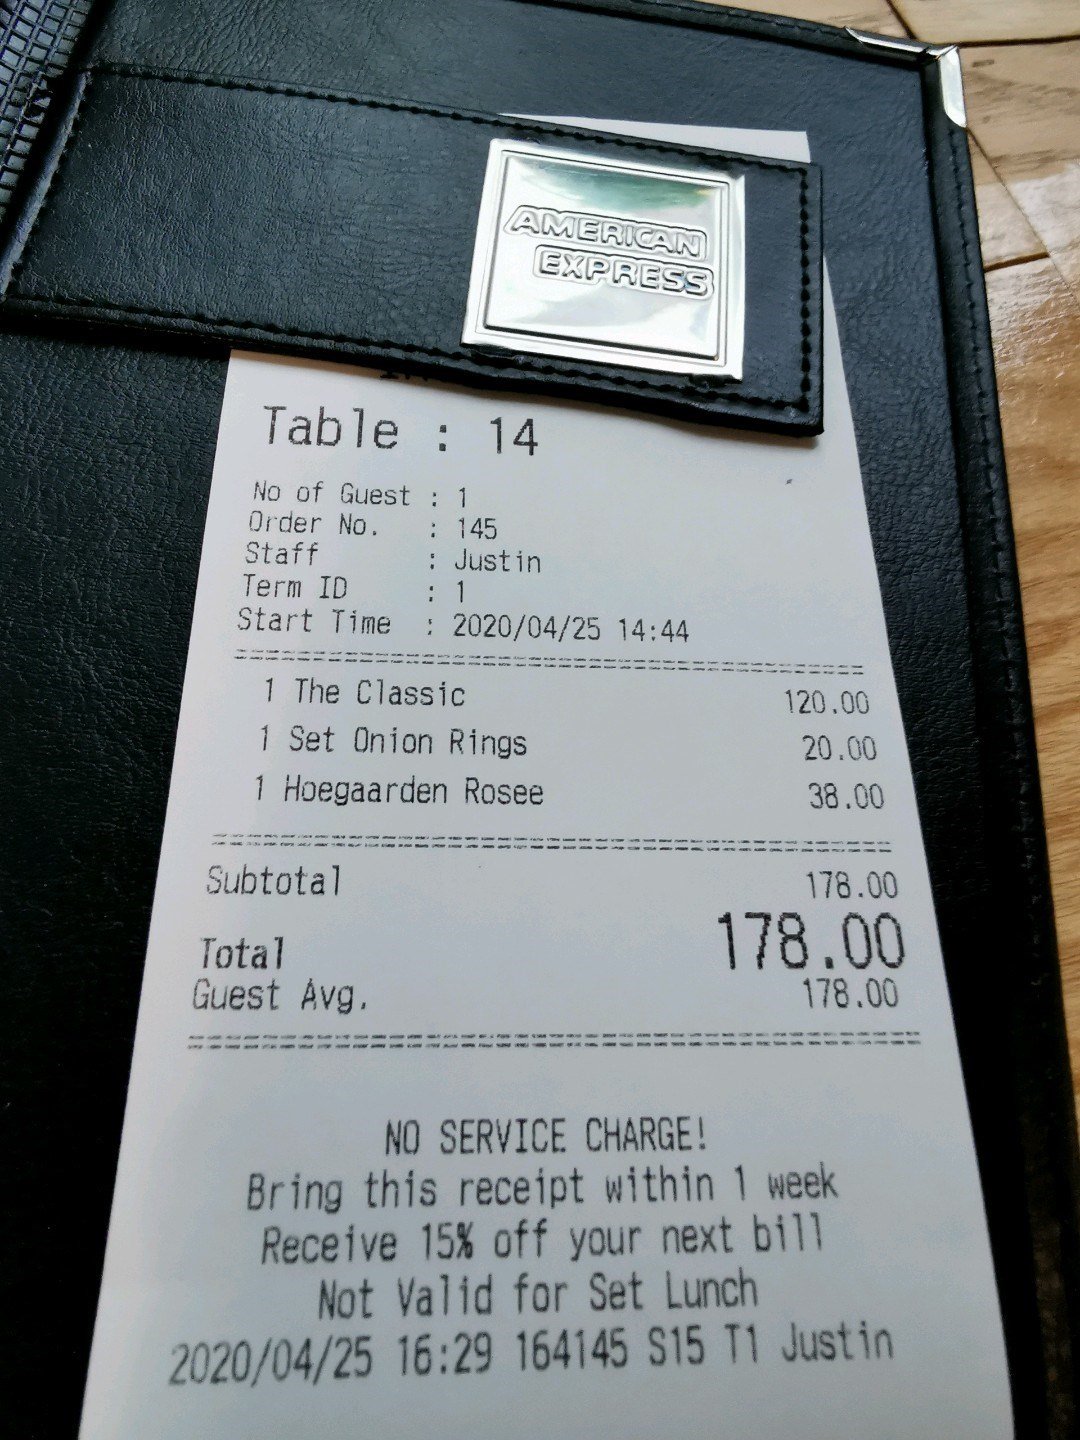 AMERICAN
EXPRESS
Table : 14
No of Guest : 1
Order No. : 145
Staff : Justin
Term ID : 1
Start Time : 2020/04/25 14:44
1 The Classic 120.00
1 Set Onion Rings 20.00
1 Hoegaarden Rosee 38.00
Subtotal 178.00
Total 178.00
Guest Avg. 178.00
NO SERVICE CHARGE!
Bring this receipt within 1 week
Receive 15% off your next bill
Not Valid for Set Lunch
2020/04/25 16:29 164145 S15 T1 Justin